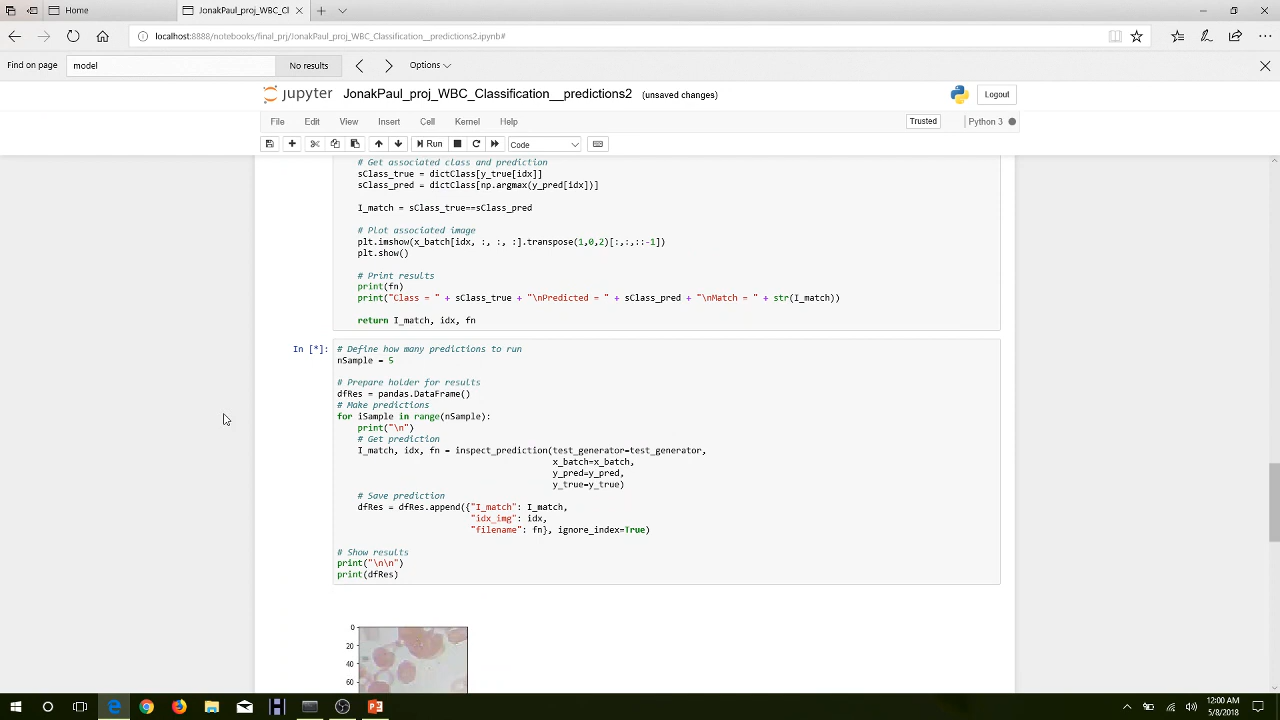 Home
JonakPaul_proj_WBC_Cl
localhost:8888/notebooks/final_prj/JonakPaul_proj_WBC_Classification__predictions2.ipynb#
Find on page
model
No results
Options
jupyter
JonakPaul_proj_WBC_Classification__predictions2
(unsaved changes)
Logout
File Edit View Insert Cell Kernel Help
Trusted
Python 3
Run
Code
# Get associated class and prediction
sClass_true = dictClass[y_true[idx]]
sClass_pred = dictClass[np.argmax(y_pred[idx])]
I_match = sClass_true==sClass_pred
# Plot associated image
plt.imshow(x_batch[idx, :, :, :].transpose(1,0,2)[:,:,::-1])
plt.show()
# Print results
print(fn)
print("Class = " + sClass_true + "\nPredicted = " + sClass_pred + "\nMatch = " + str(I_match))
return I_match, idx, fn
In [*]:
# Define how many predictions to run
nSample = 5
# Prepare holder for results
dfRes = pandas.DataFrame()
# Make predictions
for iSample in range(nSample):
print("\n")
# Get prediction
I_match, idx, fn = inspect_prediction(test_generator=test_generator,
x_batch=x_batch,
y_pred=y_pred,
y_true=y_true)
# Save prediction
dfRes = dfRes.append({"I_match": I_match,
"idx_img": idx,
"filename": fn}, ignore_index=True)
# Show results
print("\n\n")
print(dfRes)
0
20
40
60
12:00 AM
5/8/2018